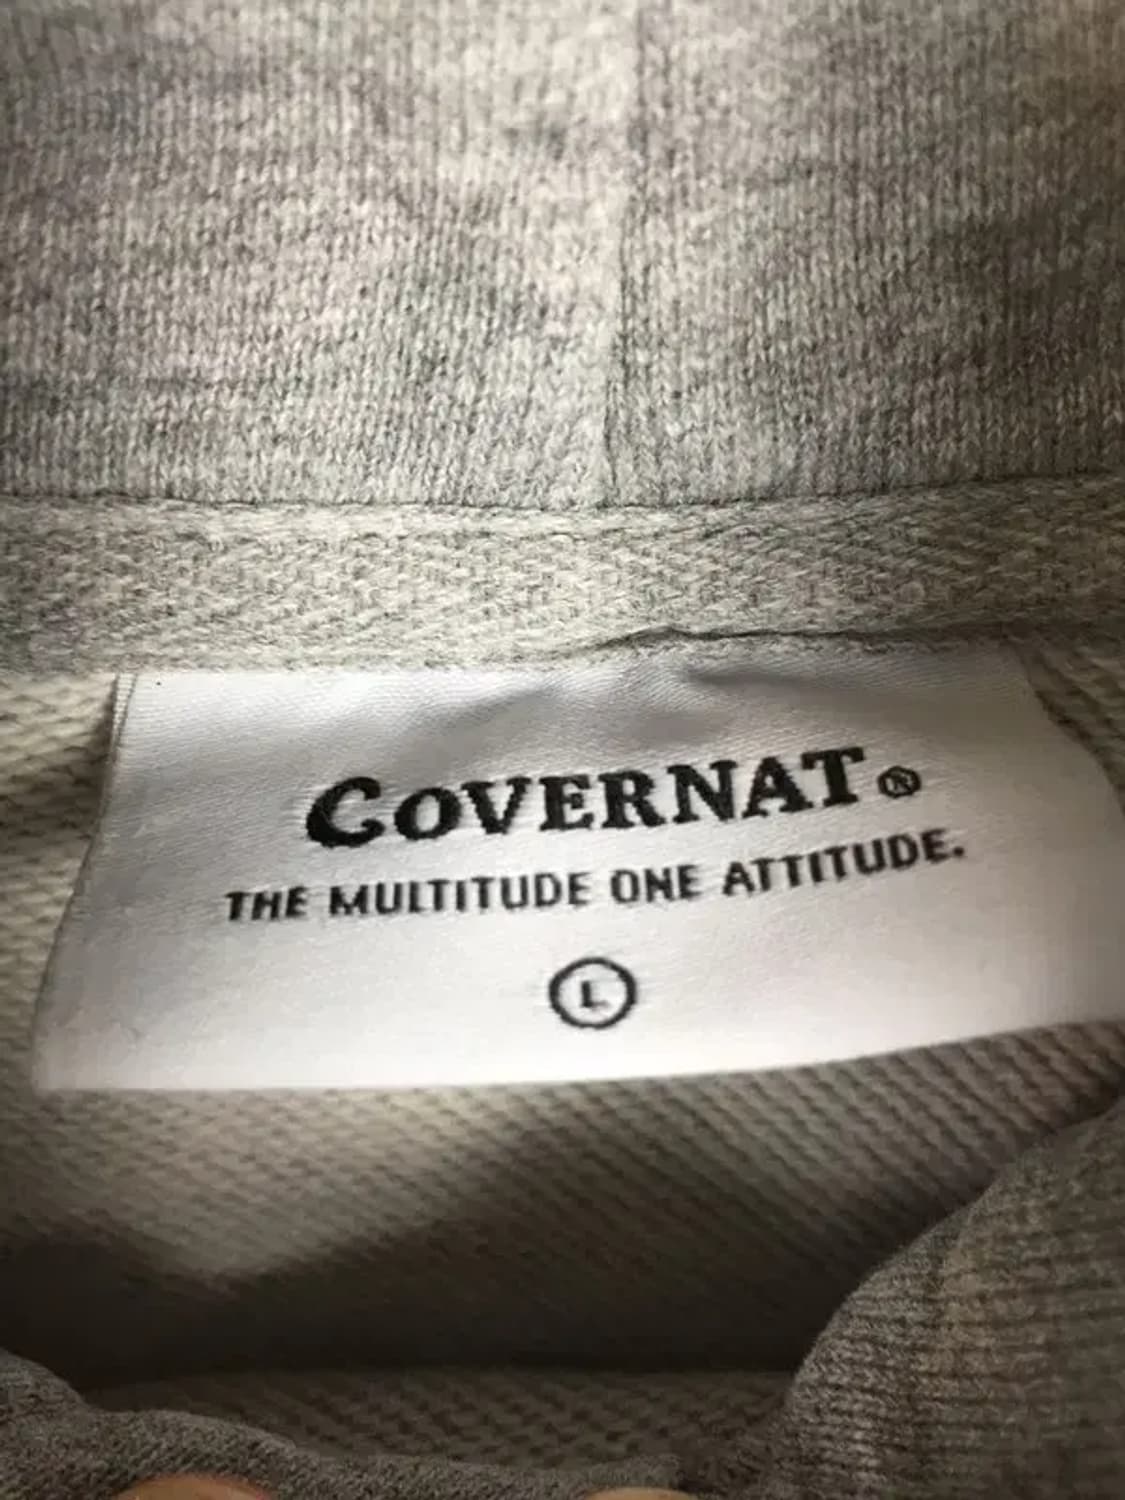 COVERNAT®
THE MULTITUDE ONE ATTITUDE.
L